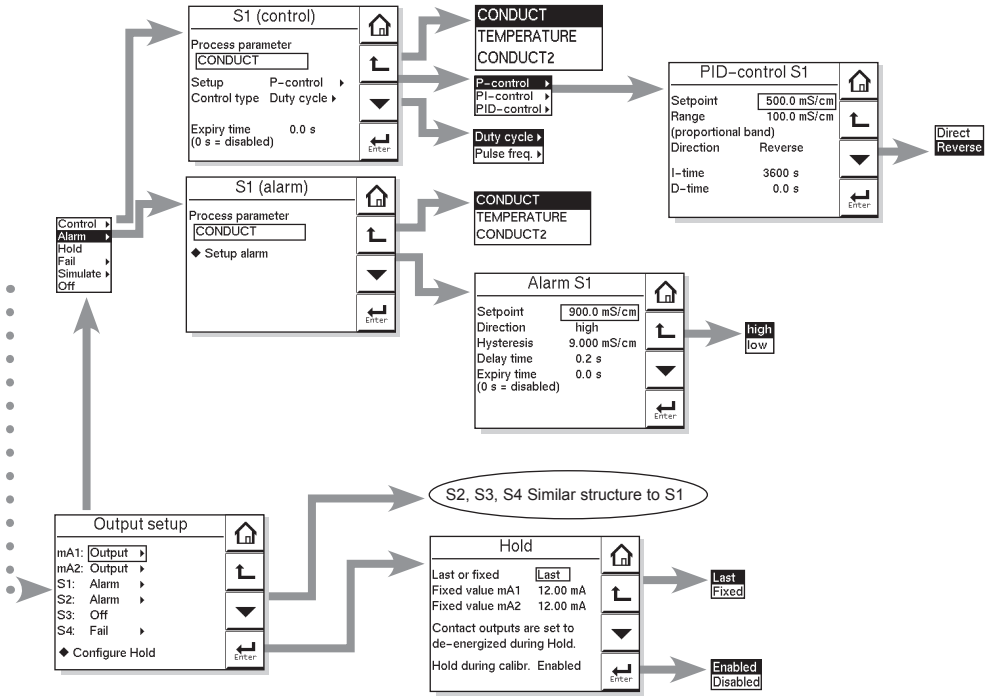 S1 (control)
Process parameter
CONDUCT
Setup P-control
Control type Duty cycle
Expiry time 0.0 s
(0 s = disabled)
Enter
CONDUCT
TEMPERATURE
CONDUCT2
P-control
PI-control
PID-control
Duty cycle
Pulse freq.
PID-control S1
Setpoint 500.0 mS/cm
Range 100.0 mS/cm
(proportional band)
Direction Reverse
I-time 3600 s
D-time 0.0 s
Enter
Direct
Reverse
Control
Alarm
Hold
Fail
Simulate
Off
S1 (alarm)
Process parameter
CONDUCT
◆ Setup alarm
Enter
CONDUCT
TEMPERATURE
CONDUCT2
Alarm S1
Setpoint 900.0 mS/cm
Direction high
Hysteresis 9.000 mS/cm
Delay time 0.2 s
Expiry time 0.0 s
(0 s = disabled)
Enter
high
low
S2, S3, S4 Similar structure to S1
Output setup
mA1: Output
mA2: Output
S1: Alarm
S2: Alarm
S3: Off
S4: Fail
◆ Configure Hold
Enter
Hold
Last or fixed Last
Fixed value mA1 12.00 mA
Fixed value mA2 12.00 mA
Contact outputs are set to
de-energized during Hold.
Hold during calibr. Enabled
Enter
Last
Fixed
Enabled
Disabled